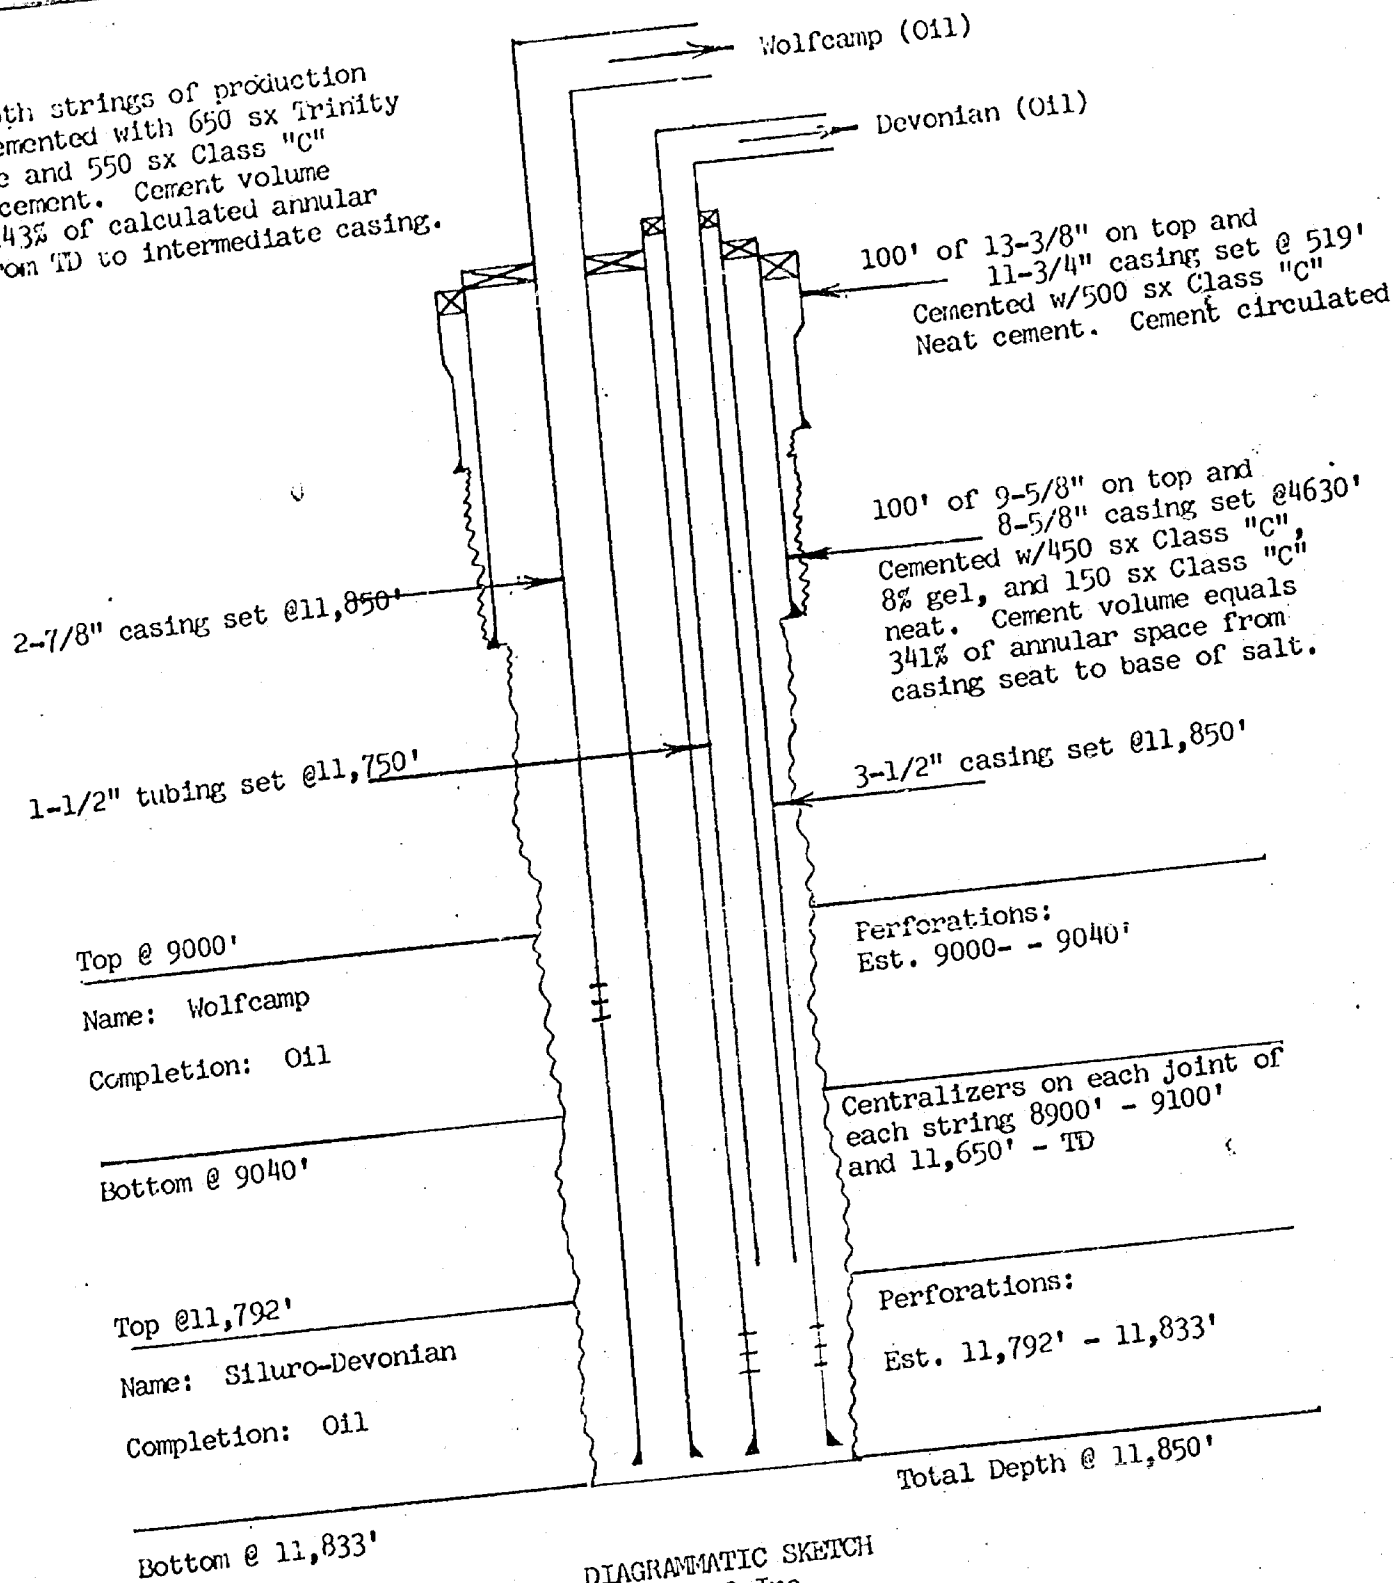 Wolfcamp (Oil)
Devonian (Oil)
strings of production
with 650 sx Trinity
and 550 sx Class "C"
cement. Cement volume
43% of calculated annular
TD to intermediate casing.
100' of 13-3/8" on top and
11-3/4" casing set @ 519'
Cemented w/500 sx Class "C"
Neat cement. Cement circulated
100' of 9-5/8" on top and
8-5/8" casing set @4630'
Cemented w/450 sx Class "C",
8% gel, and 150 sx Class "C"
neat. Cement volume equals
341% of annular space from
casing seat to base of salt.
2-7/8" casing set @11,850'
1-1/2" tubing set @11,750'
3-1/2" casing set @11,850'
Top @ 9000'
Name: Wolfcamp
Completion: Oil
Bottom @ 9040'
Perforations:
Est. 9000- - 9040'
Centralizers on each joint of
each string 8900' - 9100'
and 11,650' - TD
Top @11,792'
Name: Siluro-Devonian
Completion: Oil
Bottom @ 11,833'
Perforations:
Est. 11,792' - 11,833'
Total Depth @ 11,850'
DIAGRAMMATIC SKETCH